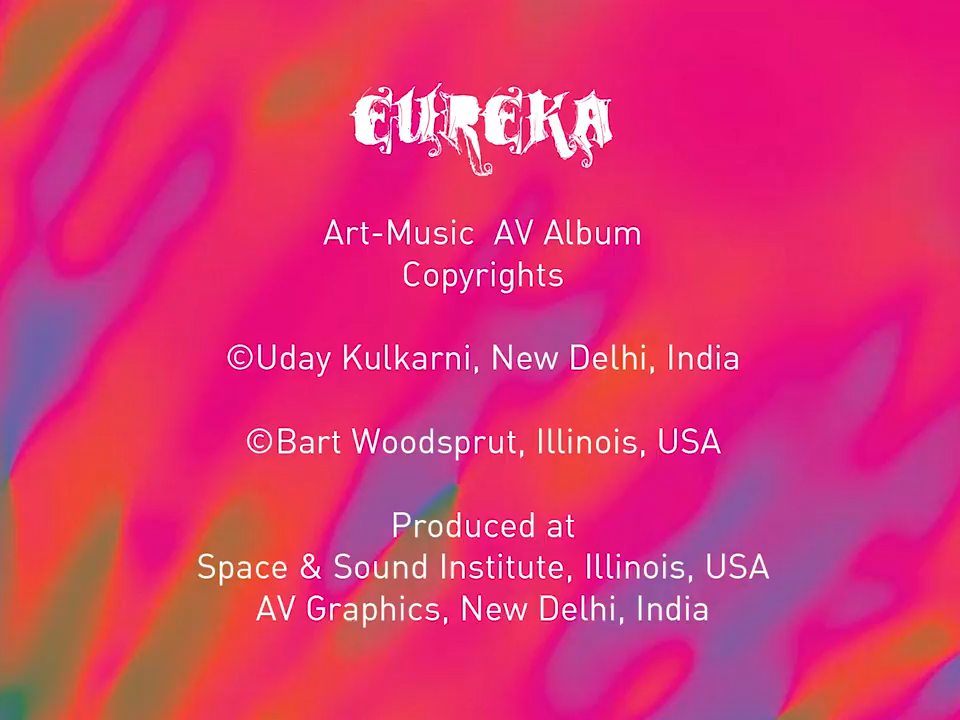 EUREKA
Art-Music AV Album
Copyrights
©Uday Kulkarni, New Delhi, India
©Bart Woodsprut, Illinois, USA
Produced at
Space & Sound Institute, Illinois, USA
AV Graphics, New Delhi, India